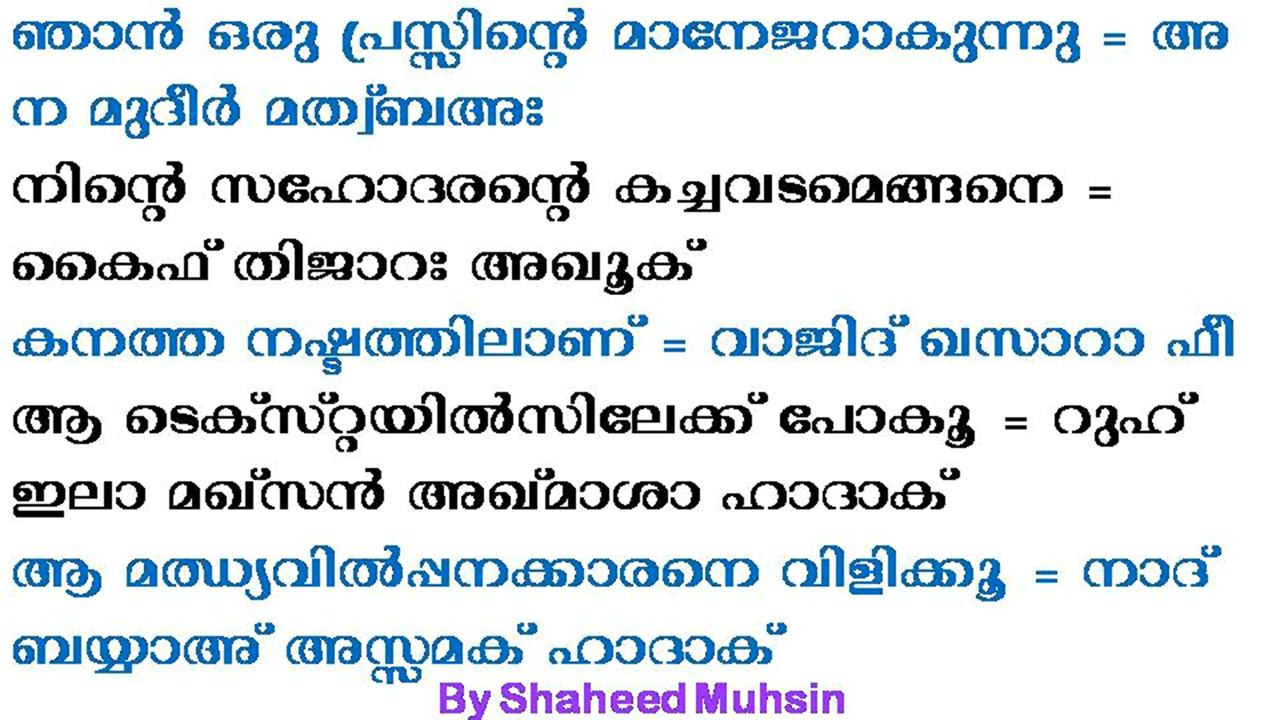 ഞാൻ ഒരു പ്രസ്സിന്റെ മാനേജറാകുന്നു = അ
ന മുദീർ മത്വ്ബഅഃ
നിന്റെ സഹോദരന്റെ കച്ചവടമെങ്ങനെ =
കൈഫ് തിജാറഃ അഖൂക്
കനത്ത നഷ്ടത്തിലാണ് = വാജിദ് ഖസാറാ ഫീ
ആ ടെക്സ്റ്റയിൽസിലേക്ക് പോകൂ = റുഹ്
ഇലാ മഖ്സൻ അഖ്മാശാ ഹാദാക്
ആ മത്ധ്യവിൽപ്പനക്കാരനെ വിളിക്കൂ = നാദ്
ബയ്യാഅ് അസ്സമക് ഹാദാക്
By Shaheed Muhsin